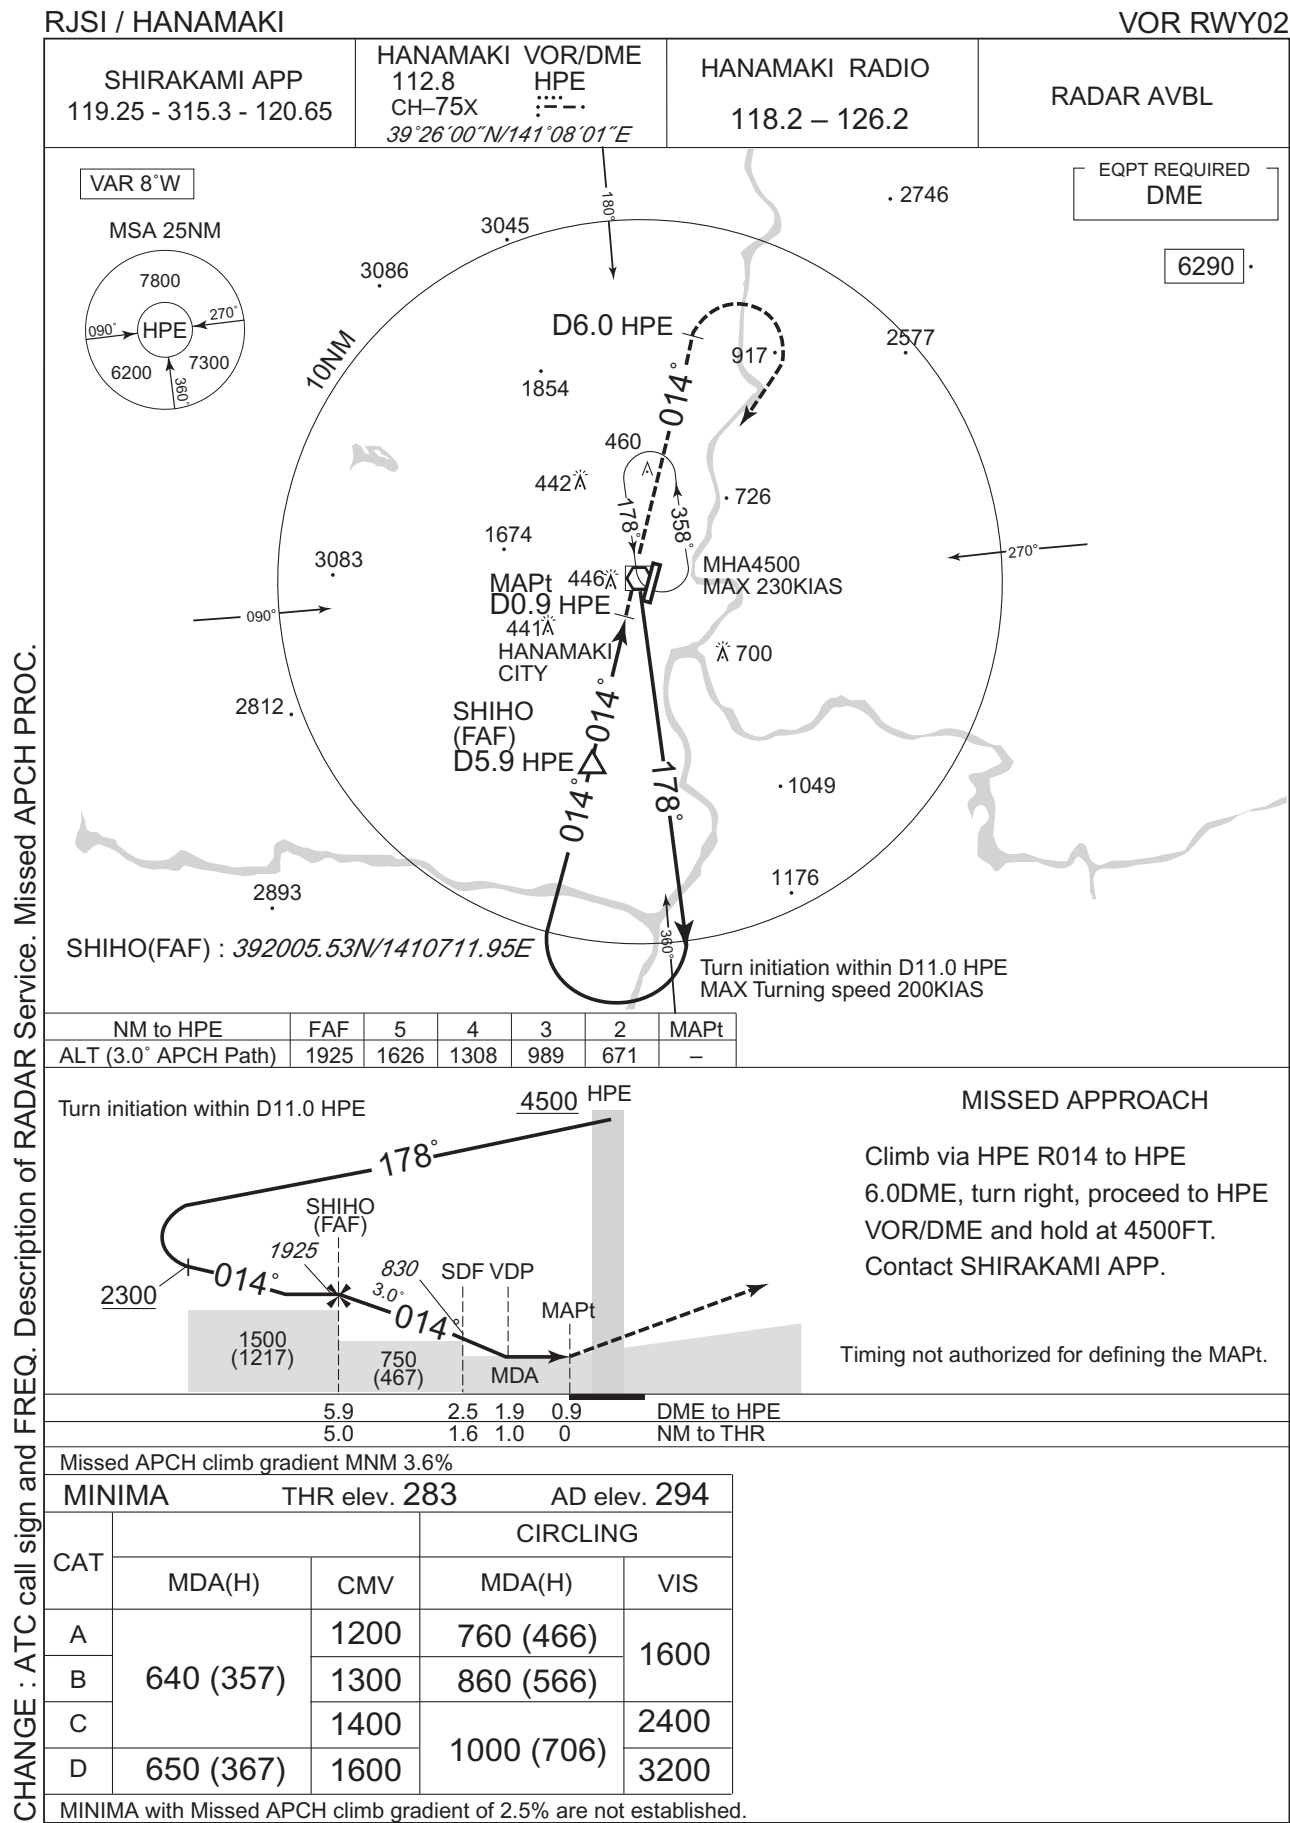 RJSI / HANAMAKI
VOR RWY02
SHIRAKAMI APP
119.25 - 315.3 - 120.65
HANAMAKI VOR/DME
112.8 HPE
CH–75X
39°26´00˝N/141°08´01˝E
HANAMAKI RADIO
118.2 – 126.2
RADAR AVBL
VAR 8°W
MSA 25NM
7800
090°
HPE
270°
6200
7300
360°
EQPT REQUIRED
DME
6290
180°
2746
3045
3086
10NM
D6.0 HPE
917
2577
1854
014°
460
442
726
178°
358°
1674
3083
MAPt
446
D0.9 HPE
MHA4500
MAX 230KIAS
270°
090°
441
HANAMAKI
CITY
700
2812
SHIHO
(FAF)
D5.9 HPE
014°
014°
178°
1049
1176
2893
SHIHO(FAF) : 392005.53N/1410711.95E
360°
Turn initiation within D11.0 HPE
MAX Turning speed 200KIAS
NM to HPE FAF 5 4 3 2 MAPt
ALT (3.0° APCH Path) 1925 1626 1308 989 671 –
Turn initiation within D11.0 HPE
4500
HPE
178°
SHIHO
(FAF)
1925
830
SDF VDP
2300
014°
3.0°
014°
MAPt
1500
(1217)
750
(467)
MDA
MISSED APPROACH
Climb via HPE R014 to HPE
6.0DME, turn right, proceed to HPE
VOR/DME and hold at 4500FT.
Contact SHIRAKAMI APP.
Timing not authorized for defining the MAPt.
5.9 2.5 1.9 0.9 DME to HPE
5.0 1.6 1.0 0 NM to THR
Missed APCH climb gradient MNM 3.6%
MINIMA THR elev. 283 AD elev. 294
CAT
CIRCLING
MDA(H) CMV MDA(H) VIS
A 640 (357) 1200 760 (466) 1600
B 1300 860 (566)
C 1400 1000 (706) 2400
D 650 (367) 1600 3200
MINIMA with Missed APCH climb gradient of 2.5% are not established.
CHANGE : ATC call sign and FREQ. Description of RADAR Service. Missed APCH PROC.